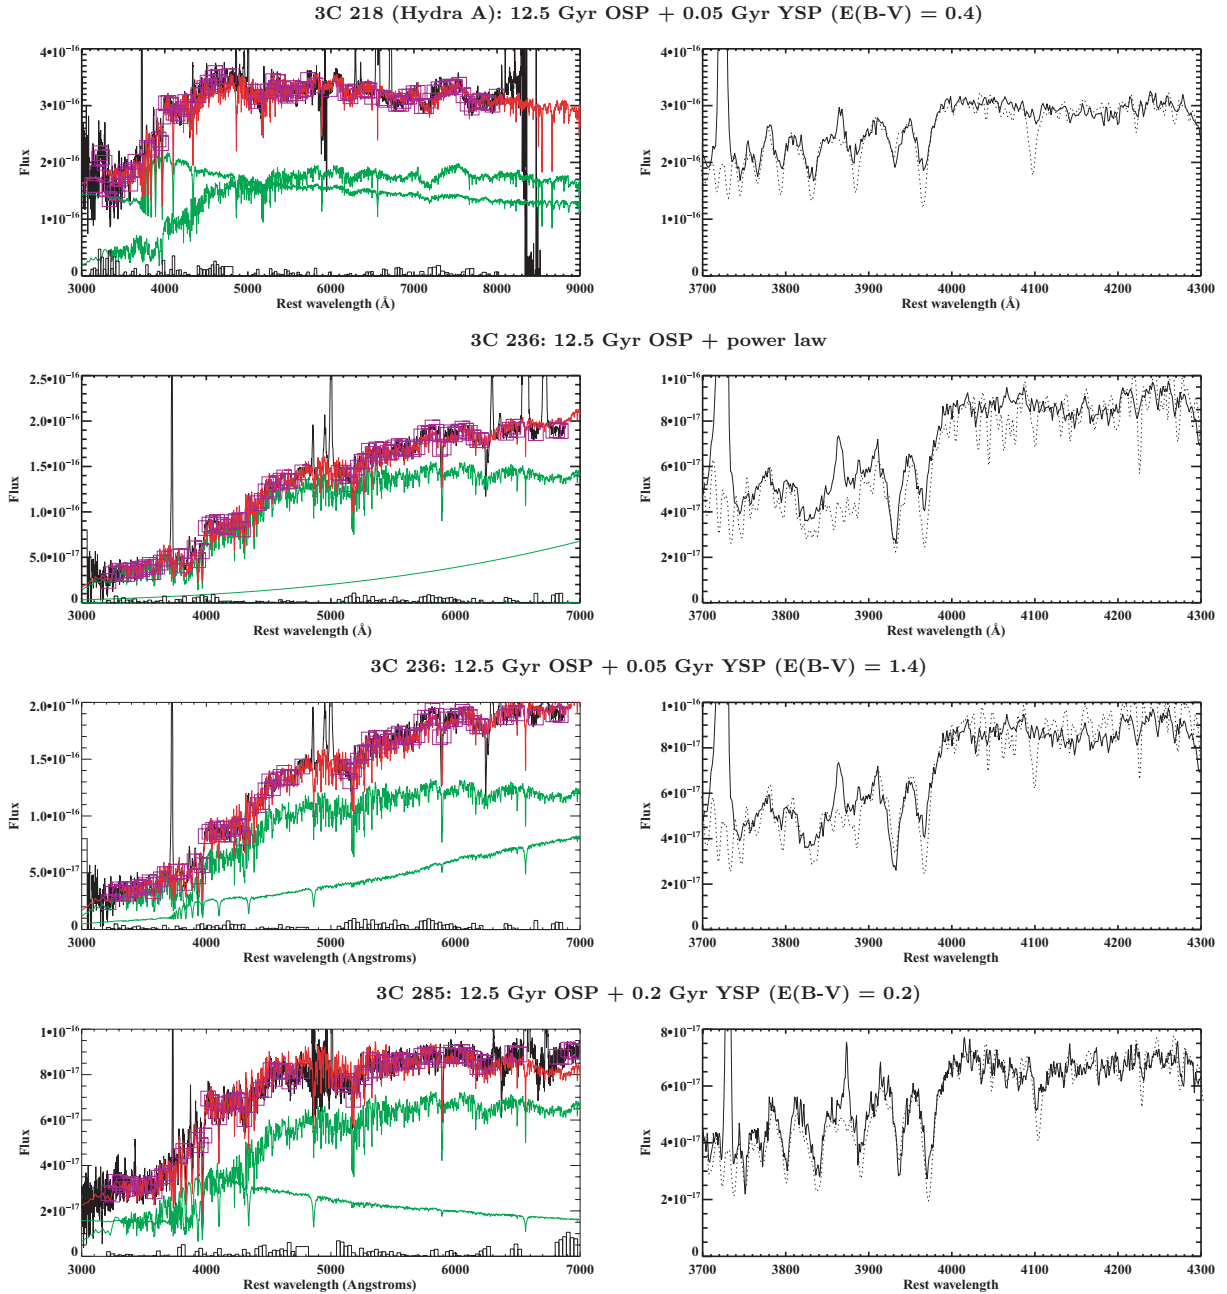 3C 218 (Hydra A): 12.5 Gyr OSP + 0.05 Gyr YSP (E(B-V) = 0.4)
Flux
4•10⁻¹⁶
3•10⁻¹⁶
2•10⁻¹⁶
1•10⁻¹⁶
0
3000 4000 5000 6000 7000 8000 9000
Rest wavelength (Å)
Flux
4•10⁻¹⁶
3•10⁻¹⁶
2•10⁻¹⁶
1•10⁻¹⁶
0
3700 3800 3900 4000 4100 4200 4300
Rest wavelength (Å)
3C 236: 12.5 Gyr OSP + power law
Flux
2.5•10⁻¹⁶
2.0•10⁻¹⁶
1.5•10⁻¹⁶
1.0•10⁻¹⁶
5.0•10⁻¹⁷
0
3000 4000 5000 6000 7000
Rest wavelength (Å)
Flux
1•10⁻¹⁶
8•10⁻¹⁷
6•10⁻¹⁷
4•10⁻¹⁷
2•10⁻¹⁷
0
3700 3800 3900 4000 4100 4200 4300
Rest wavelength (Å)
3C 236: 12.5 Gyr OSP + 0.05 Gyr YSP (E(B-V) = 1.4)
Flux
2.0•10⁻¹⁶
1.5•10⁻¹⁶
1.0•10⁻¹⁶
5.0•10⁻¹⁷
0
3000 4000 5000 6000 7000
Rest wavelength (Angstroms)
Flux
1•10⁻¹⁶
8•10⁻¹⁷
6•10⁻¹⁷
4•10⁻¹⁷
2•10⁻¹⁷
0
3700 3800 3900 4000 4100 4200 4300
Rest wavelength
3C 285: 12.5 Gyr OSP + 0.2 Gyr YSP (E(B-V) = 0.2)
Flux
1•10⁻¹⁶
8•10⁻¹⁷
6•10⁻¹⁷
4•10⁻¹⁷
2•10⁻¹⁷
0
3000 4000 5000 6000 7000
Rest wavelength (Angstroms)
Flux
8•10⁻¹⁷
6•10⁻¹⁷
4•10⁻¹⁷
2•10⁻¹⁷
0
3700 3800 3900 4000 4100 4200 4300
Rest wavelength